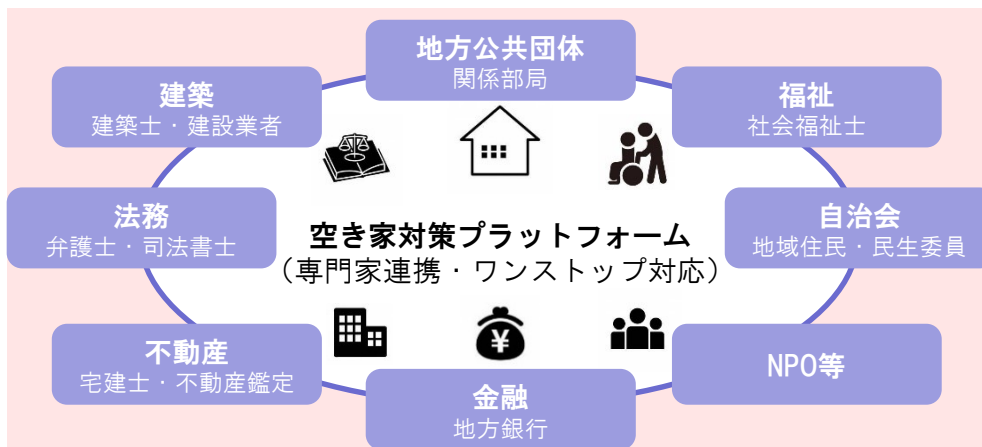 地方公共団体
関係部局
建築
建築士・建設業者
福祉
社会福祉士
法務
弁護士・司法書士
空き家対策プラットフォーム
（専門家連携・ワンストップ対応）
自治会
地域住民・民生委員
不動産
宅建士・不動産鑑定
¥
金融
地方銀行
NPO等